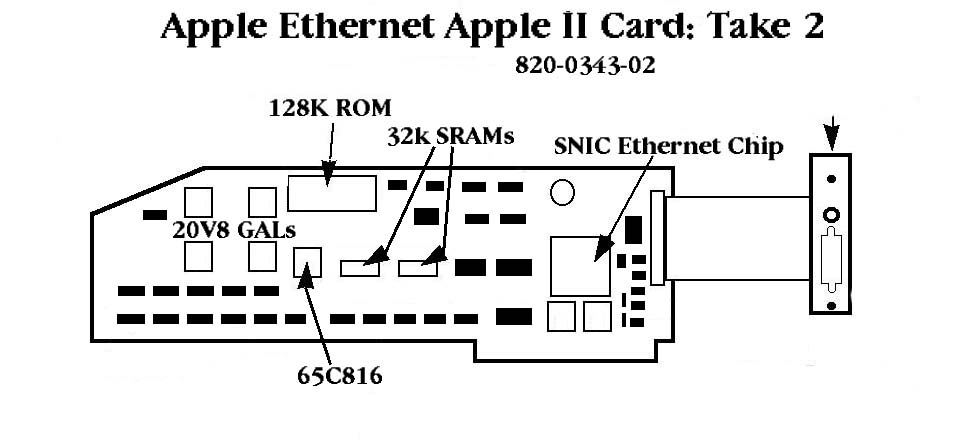 Apple Ethernet Apple II Card: Take 2
820-0343-02
128K ROM
32k SRAMs
SNIC Ethernet Chip
20V8 GALs
65C816